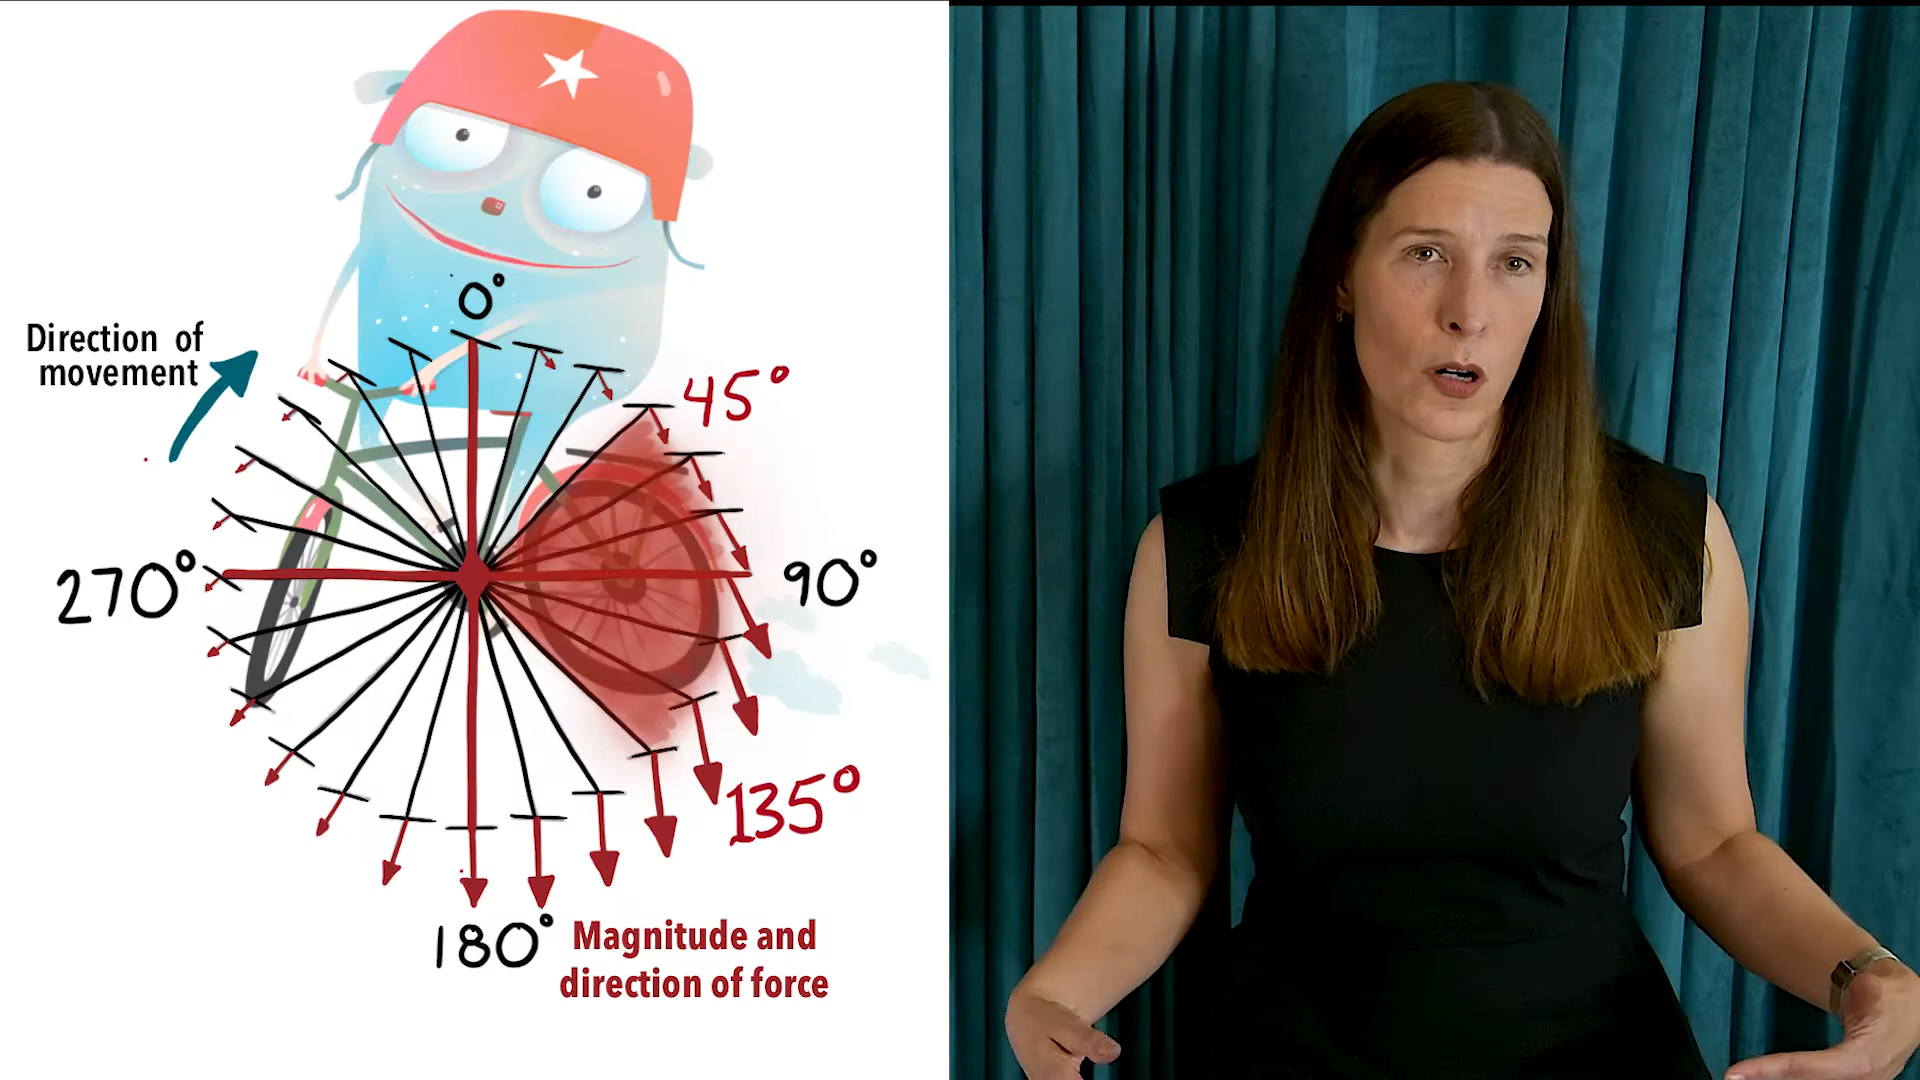 0°
Direction of
movement
45°
270°
90°
135°
180°
Magnitude and
direction of force